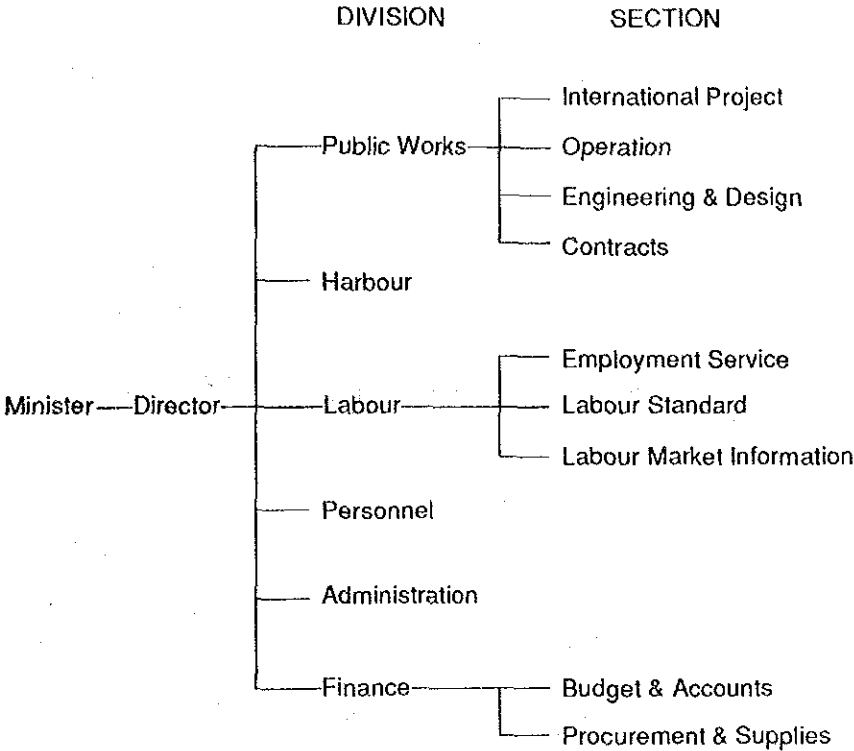 DIVISION SECTION
International Project
Public Works Operation
Engineering & Design
Contracts
Harbour
Employment Service
Minister Director Labour Labour Standard
Labour Market Information
Personnel
Administration
Finance Budget & Accounts
Procurement & Supplies